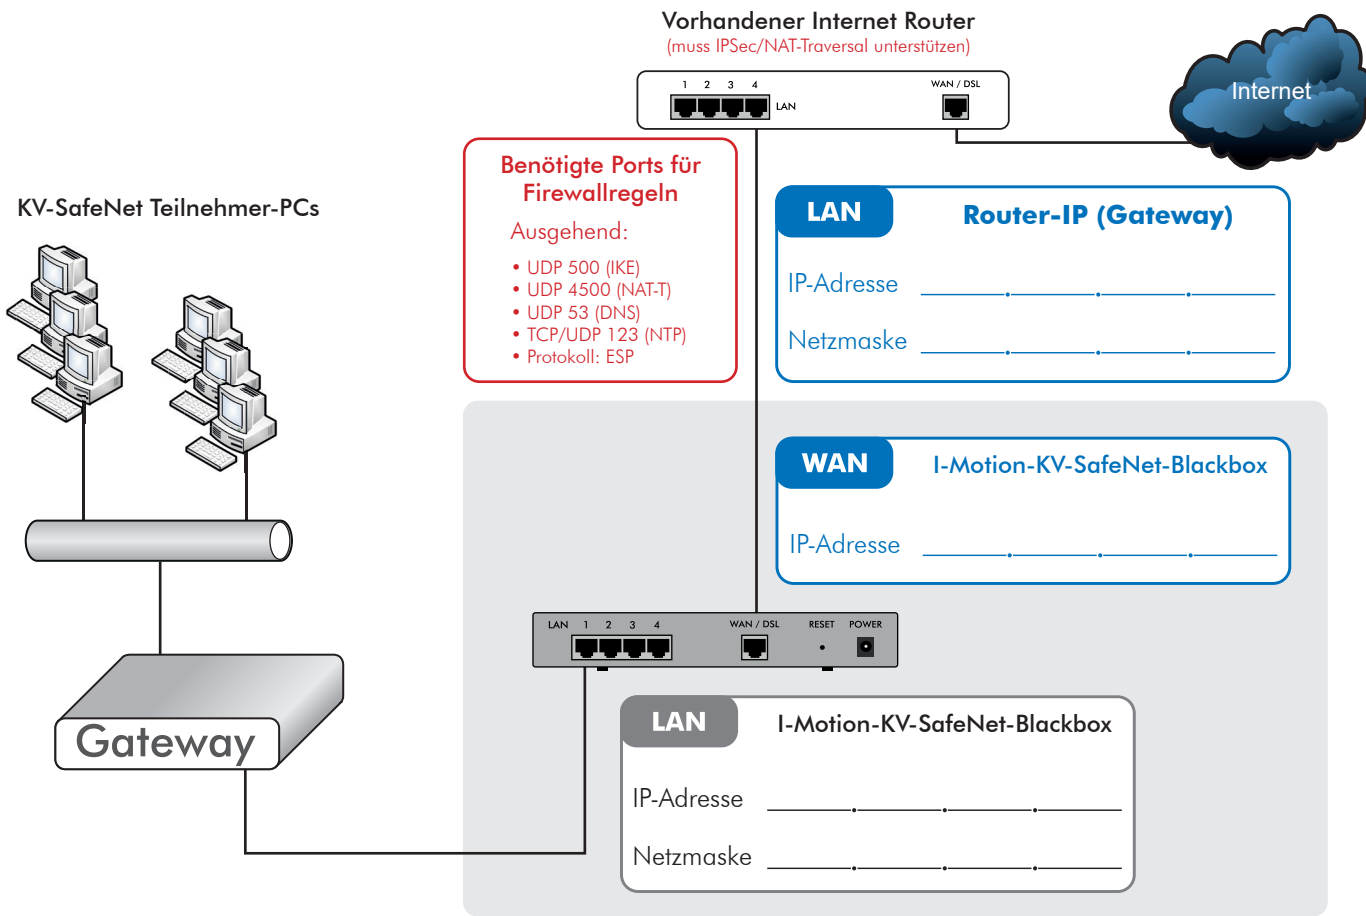 Vorhandener Internet Router
(muss IPSec/NAT-Traversal unterstützen)
1 2 3 4
LAN
WAN / DSL
Internet
Benötigte Ports für
Firewallregeln
Ausgehend:
• UDP 500 (IKE)
• UDP 4500 (NAT-T)
• UDP 53 (DNS)
• TCP/UDP 123 (NTP)
• Protokoll: ESP
KV-SafeNet Teilnehmer-PCs
LAN Router-IP (Gateway)
IP-Adresse
Netzmaske
WAN I-Motion-KV-SafeNet-Blackbox
IP-Adresse
LAN 1 2 3 4 WAN / DSL RESET POWER
Gateway
LAN I-Motion-KV-SafeNet-Blackbox
IP-Adresse
Netzmaske